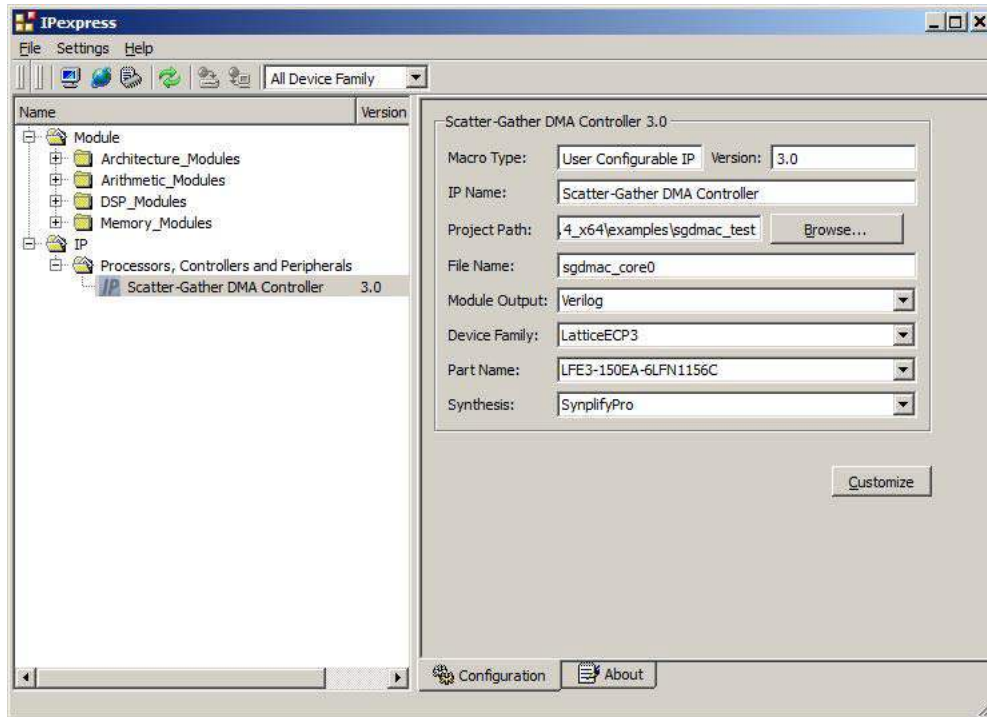 IPexpress
File Settings Help
All Device Family
Name Version
Module
Architecture_Modules
Arithmetic_Modules
DSP_Modules
Memory_Modules
IP
Processors, Controllers and Peripherals
Scatter-Gather DMA Controller 3.0
Scatter-Gather DMA Controller 3.0
Macro Type: User Configurable IP Version: 3.0
IP Name: Scatter-Gather DMA Controller
Project Path: .4_x64\examples\sgdmac_test Browse...
File Name: sgdmac_core0
Module Output: Verilog
Device Family: LatticeECP3
Part Name: LFE3-150EA-6LFN1156C
Synthesis: SynplifyPro
Customize
Configuration About